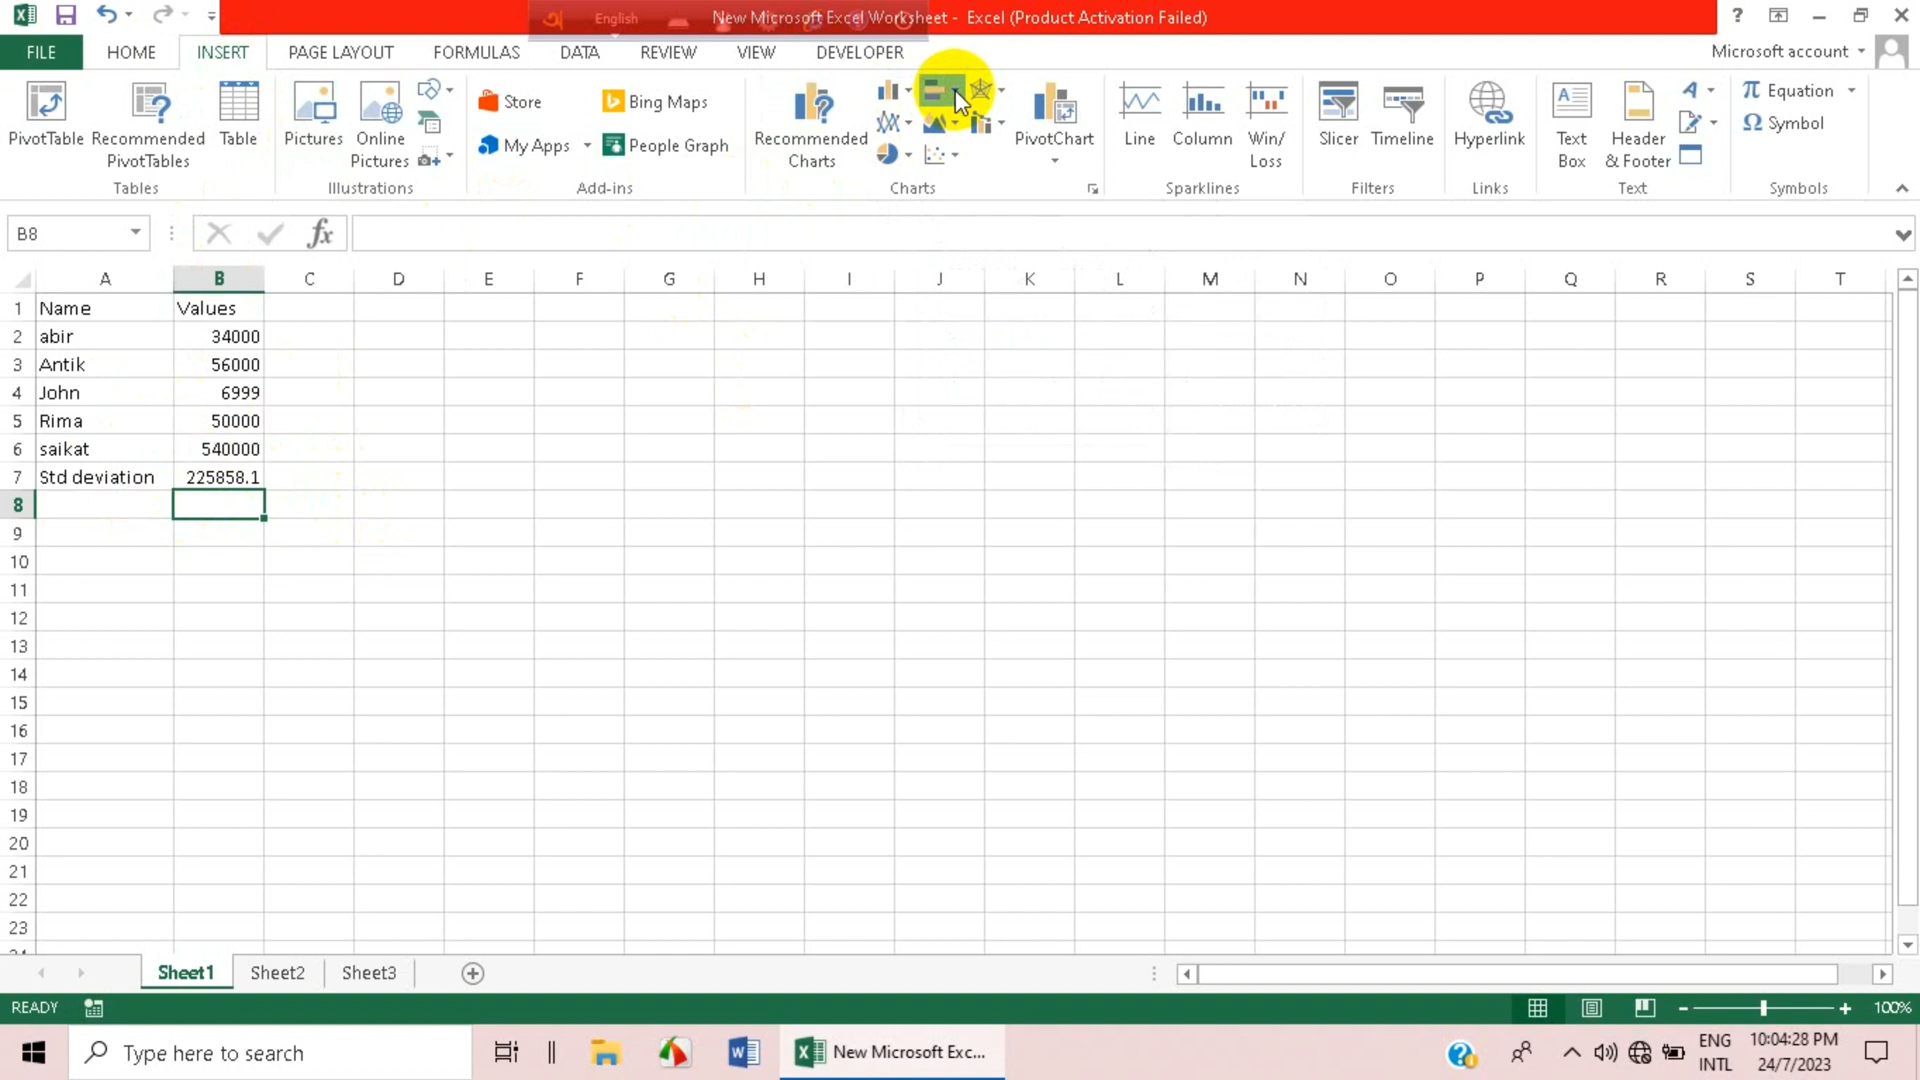 English
New Microsoft Excel Worksheet - Excel (Product Activation Failed)
?
FILE HOME INSERT PAGE LAYOUT FORMULAS DATA REVIEW VIEW DEVELOPER
Microsoft account
PivotTable
Recommended
PivotTables
Table
Pictures
Online
Pictures
Store
My Apps
Bing Maps
People Graph
Recommended
Charts
PivotChart
Line
Column
Win/
Loss
Slicer
Timeline
Hyperlink
Text
Box
Header
& Footer
π Equation
Ω Symbol
Tables Illustrations Add-ins Charts Sparklines Filters Links Text Symbols
B8
fx
A B C D E F G H I J K L M N O P Q R S T
1 Name Values
2 abir 34000
3 Antik 56000
4 John 6999
5 Rima 50000
6 saikat 540000
7 Std deviation 225858.1
8
9
10
11
12
13
14
15
16
17
18
19
20
21
22
23
Sheet1 Sheet2 Sheet3
READY
100%
Type here to search
New Microsoft Exc...
ENG
INTL
10:04:28 PM
24/7/2023